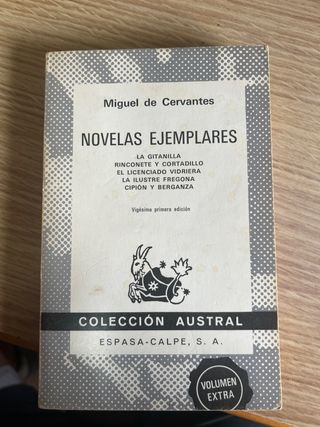 Miguel de Cervantes
NOVELAS EJEMPLARES
LA GITANILLA
RINCONETE Y CORTADILLO
EL LICENCIADO VIDRIERA
LA ILUSTRE FREGONA
CIPIÓN Y BERGANZA
Vigésima primera edición
COLECCIÓN AUSTRAL
ESPASA-CALPE, S. A.
VOLUMEN
EXTRA